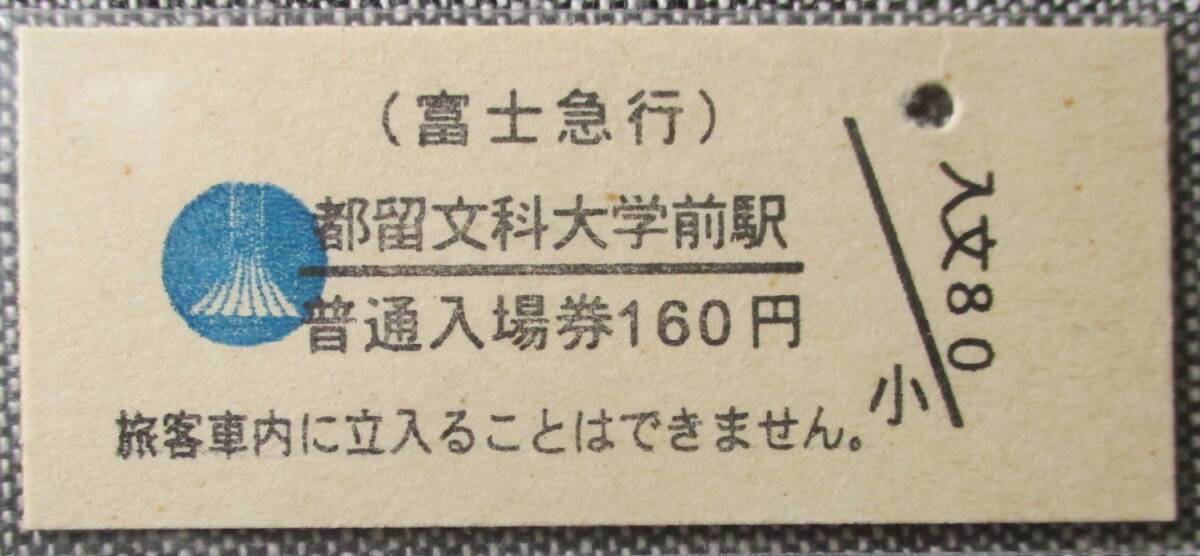 (富士急行)
都留文科大学前駅
普通入場券160円
旅客車内に立入ることはできません。
小
入文80